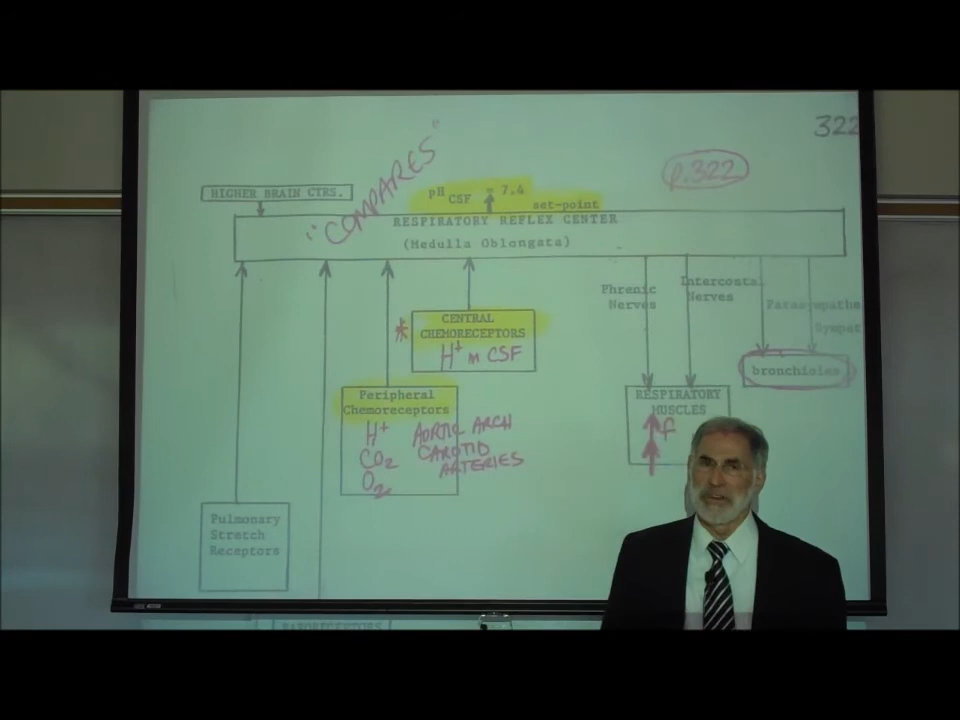 322
p.322
"COMPARES"
HIGHER BRAIN CTRS.
pH CSF = 7.4
set-point
RESPIRATORY REFLEX CENTER
(Medulla Oblongata)
Phrenic
Nerves
Intercostal
Nerves
Parasympathe
Sympat
CENTRAL
* CHEMORECEPTORS
H+ in CSF
bronchioles
Peripheral
Chemoreceptors
H+ AORTIC ARCH
CO2 CAROTID
ARTERIES
O2
RESPIRATORY
MUSCLES
f
Pulmonary
Stretch
Receptors
BARORECEPTORS